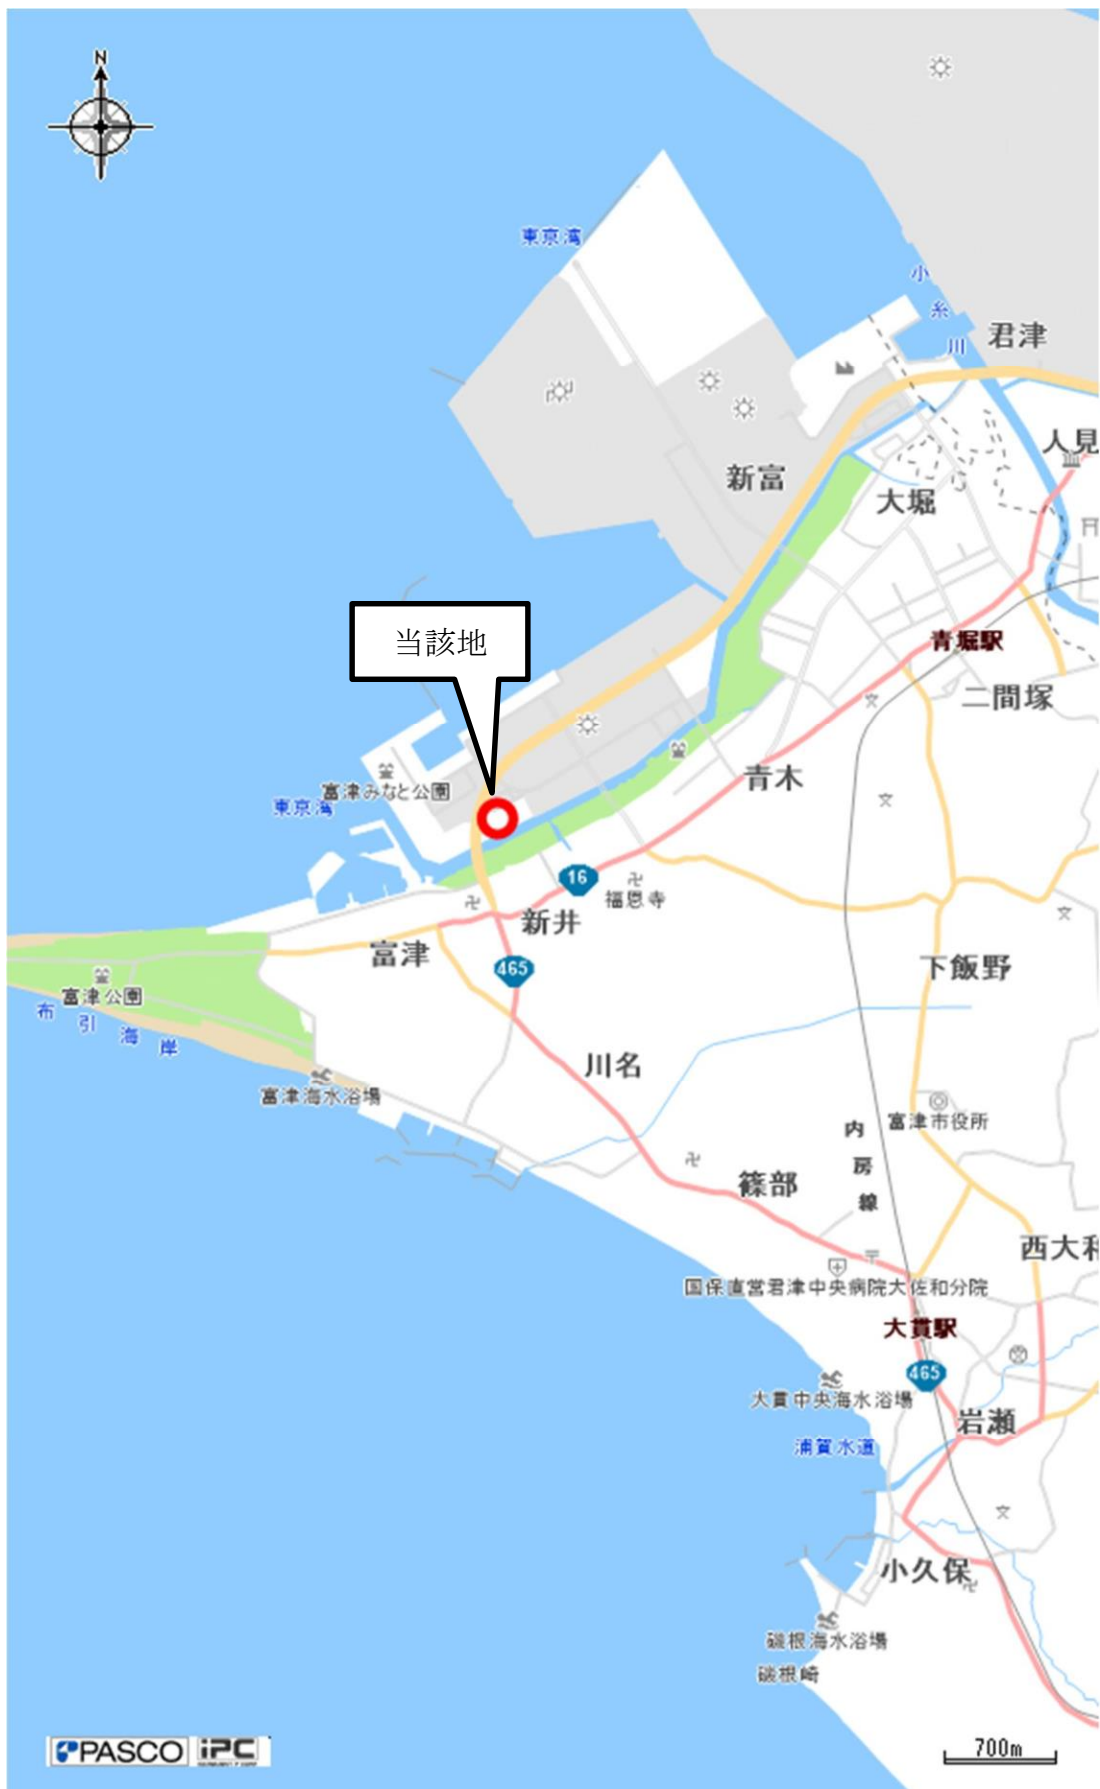 N
東京湾
小糸川
君津
人見
新富
大堀
当該地
青堀駅
二間塚
青木
富津みなと公園
東京湾
16
福恩寺
新井
富津
465
下飯野
富津公園
布引海岸
川名
富津海水浴場
富津市役所
内房線
篠部
西大和
国保直営君津中央病院大佐和分院
大貫駅
465
大貫中央海水浴場
岩瀬
浦賀水道
小久保
磯根海水浴場
磯根崎
PASCO iPC
700m